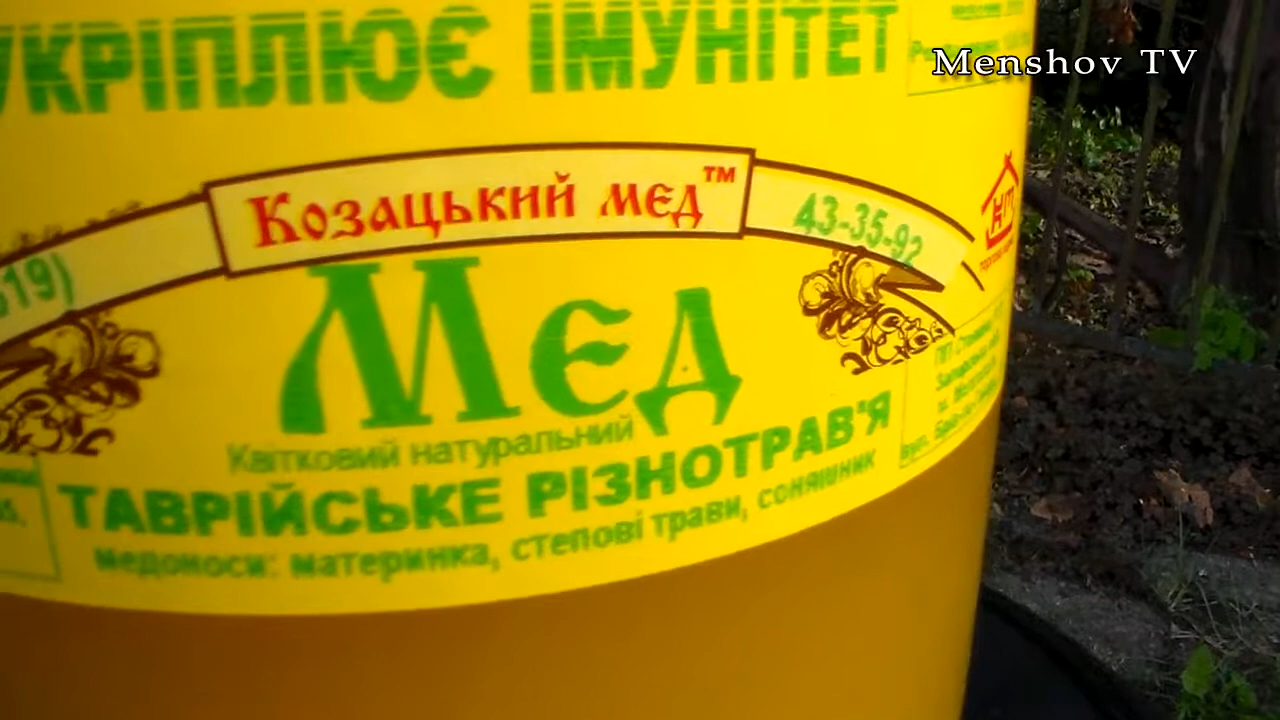 УКРІПЛЮЄ ІМУНІТЕТ
Menshov TV
Козацький мед™
619)
43-35-92
Мед
Квітковий натуральний
ТАВРІЙСЬКЕ РІЗНОТРАВ'Я
медоноси: материнка, степові трави, соняшник